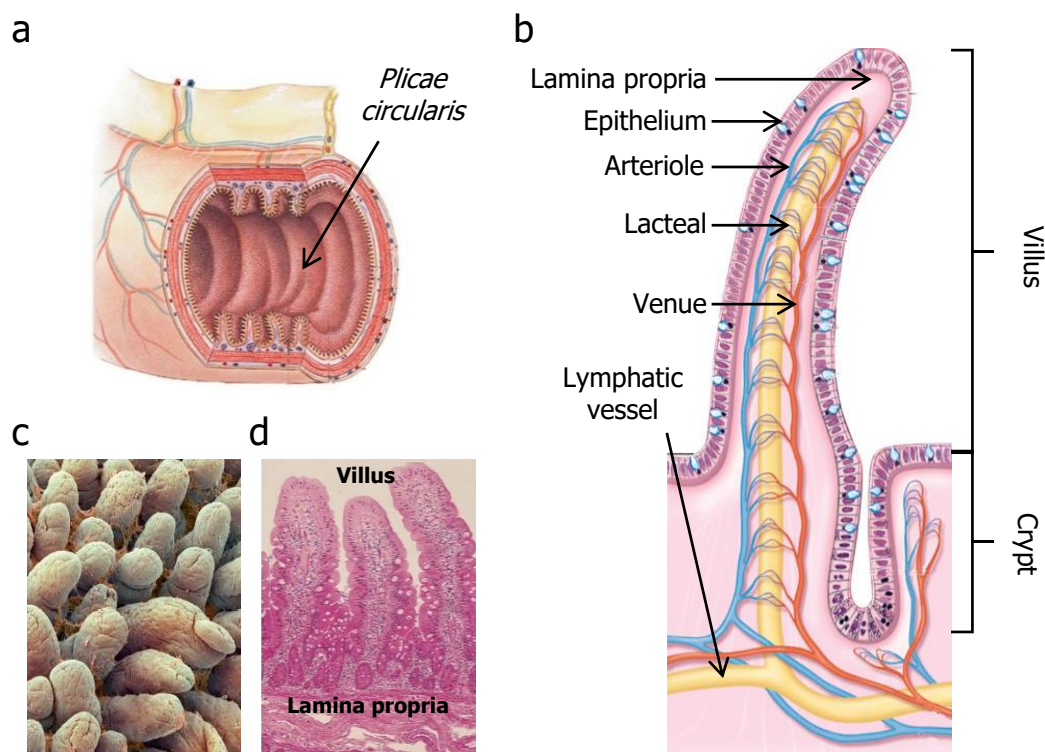 a
Plicae
circularis
b
Lamina propria
Epithelium
Arteriole
Lacteal
Venue
Lymphatic
vessel
Villus
Crypt
c
d
Villus
Lamina propria